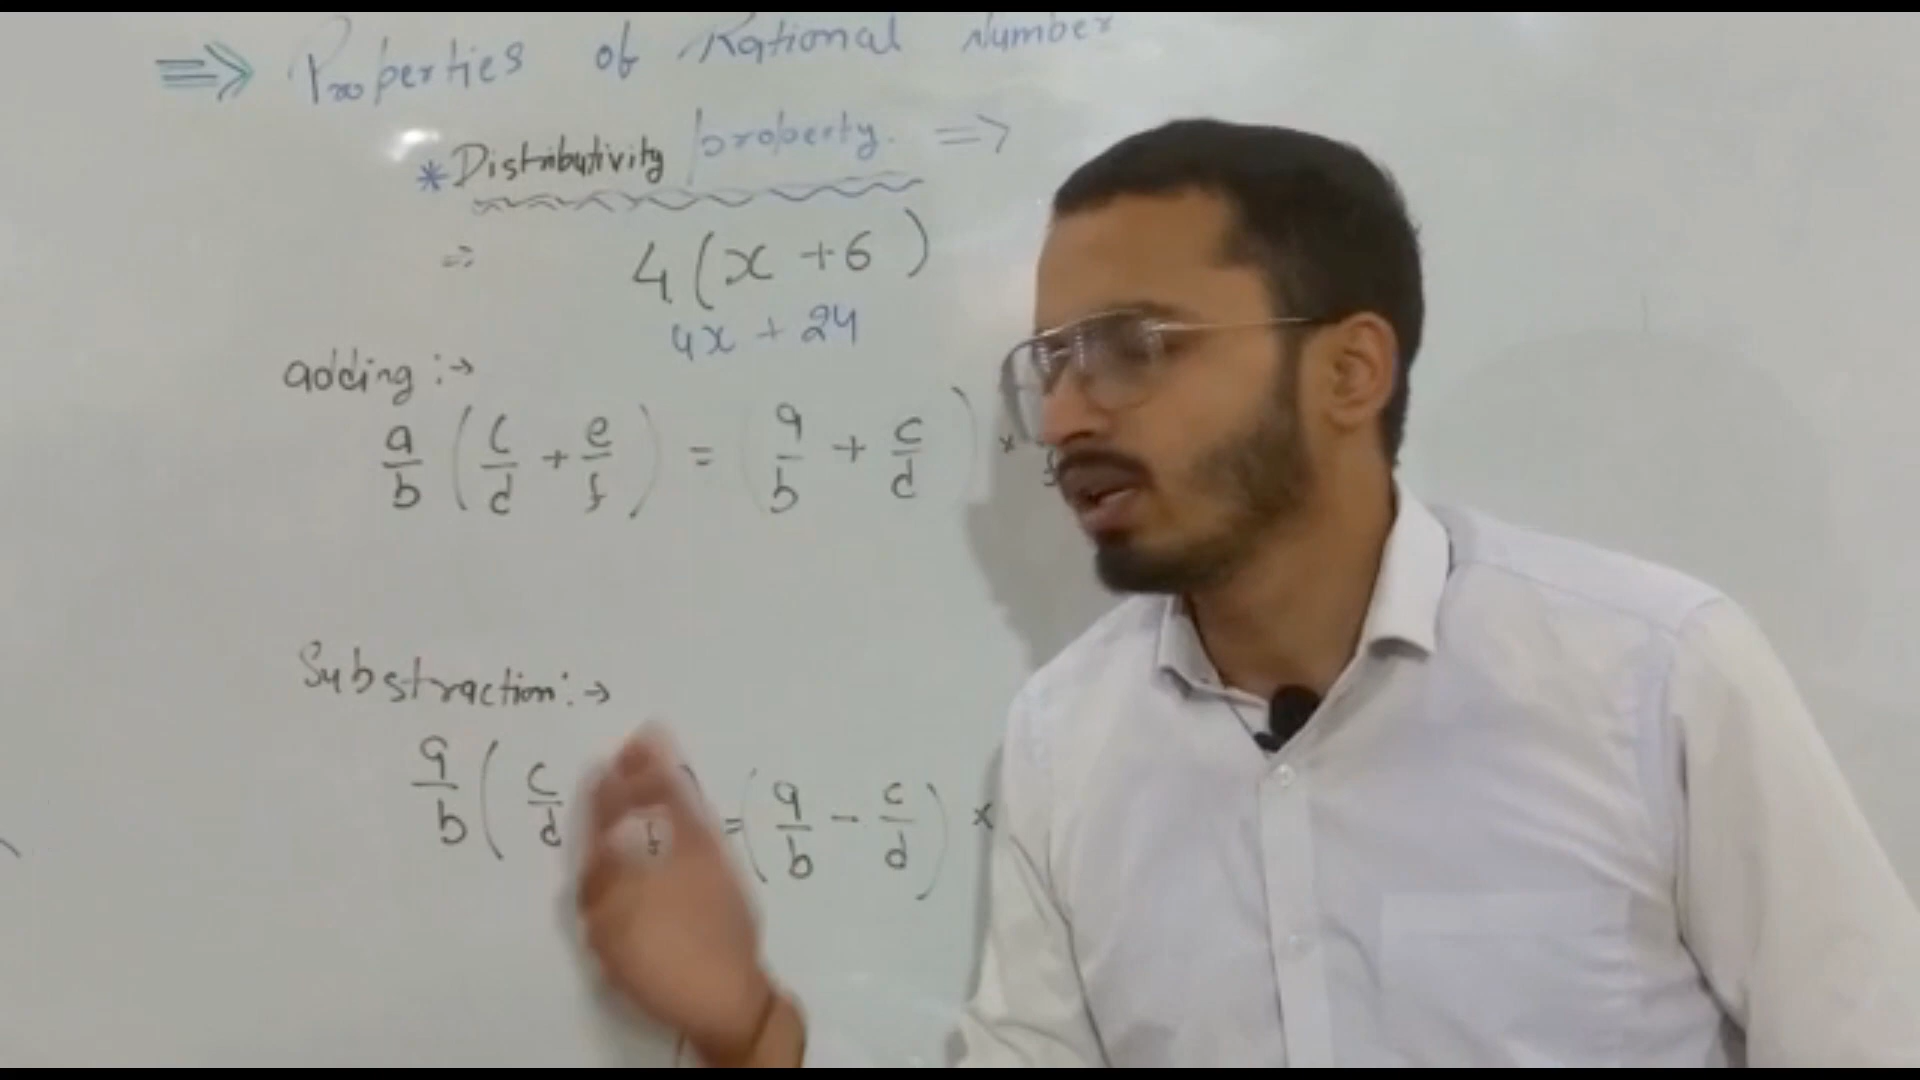 ⇒ Properties of Rational Number
* Distributivity property. ⇒
⇒ 4(x + 6)
4x + 24
adding :→
a/b (c/d + e/f) = (a/b + c/d) ×
Substraction :→
a/b (c/d f) = (a/b - c/d) ×